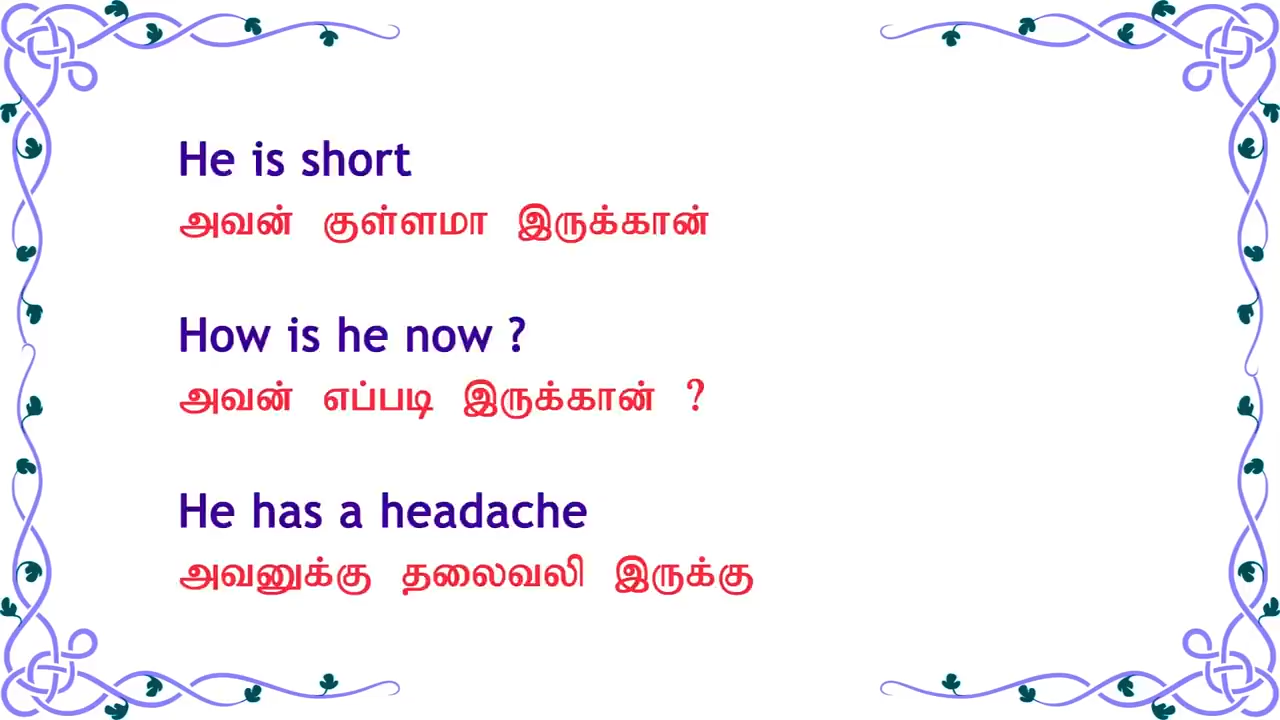 He is short
அவன் குள்ளமா இருக்கான்
How is he now ?
அவன் எப்படி இருக்கான் ?
He has a headache
அவனுக்கு தலைவலி இருக்கு